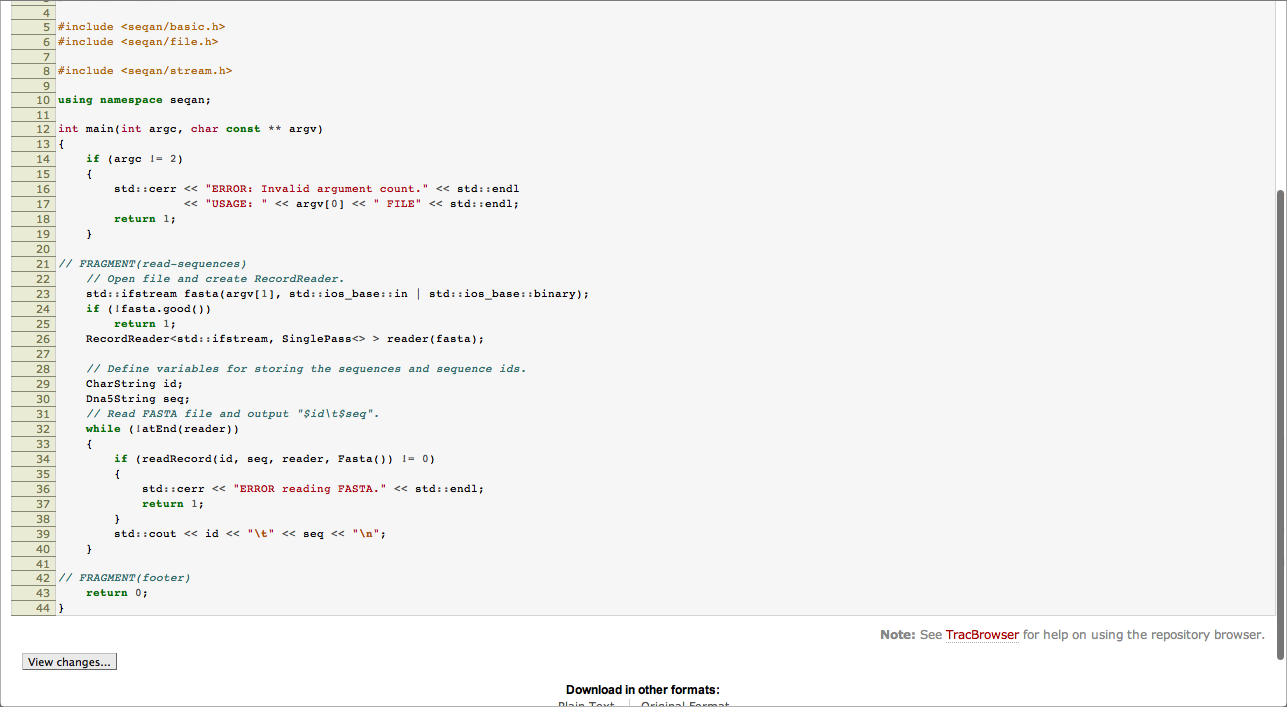 4
5 #include <seqan/basic.h>
6 #include <seqan/file.h>
7
8 #include <seqan/stream.h>
9
10 using namespace seqan;
11
12 int main(int argc, char const ** argv)
13 {
14     if (argc != 2)
15     {
16         std::cerr << "ERROR: Invalid argument count." << std::endl
17                   << "USAGE: " << argv[0] << " FILE" << std::endl;
18         return 1;
19     }
20
21 // FRAGMENT(read-sequences)
22     // Open file and create RecordReader.
23     std::ifstream fasta(argv[1], std::ios_base::in | std::ios_base::binary);
24     if (!fasta.good())
25         return 1;
26     RecordReader<std::ifstream, SinglePass<> > reader(fasta);
27
28     // Define variables for storing the sequences and sequence ids.
29     CharString id;
30     Dna5String seq;
31     // Read FASTA file and output "$id\t$seq".
32     while (!atEnd(reader))
33     {
34         if (readRecord(id, seq, reader, Fasta()) != 0)
35         {
36             std::cerr << "ERROR reading FASTA." << std::endl;
37             return 1;
38         }
39         std::cout << id << "\t" << seq << "\n";
40     }
41
42 // FRAGMENT(footer)
43     return 0;
44 }
Note: See TracBrowser for help on using the repository browser.
View changes...
Download in other formats:
Plain Text | Original Format